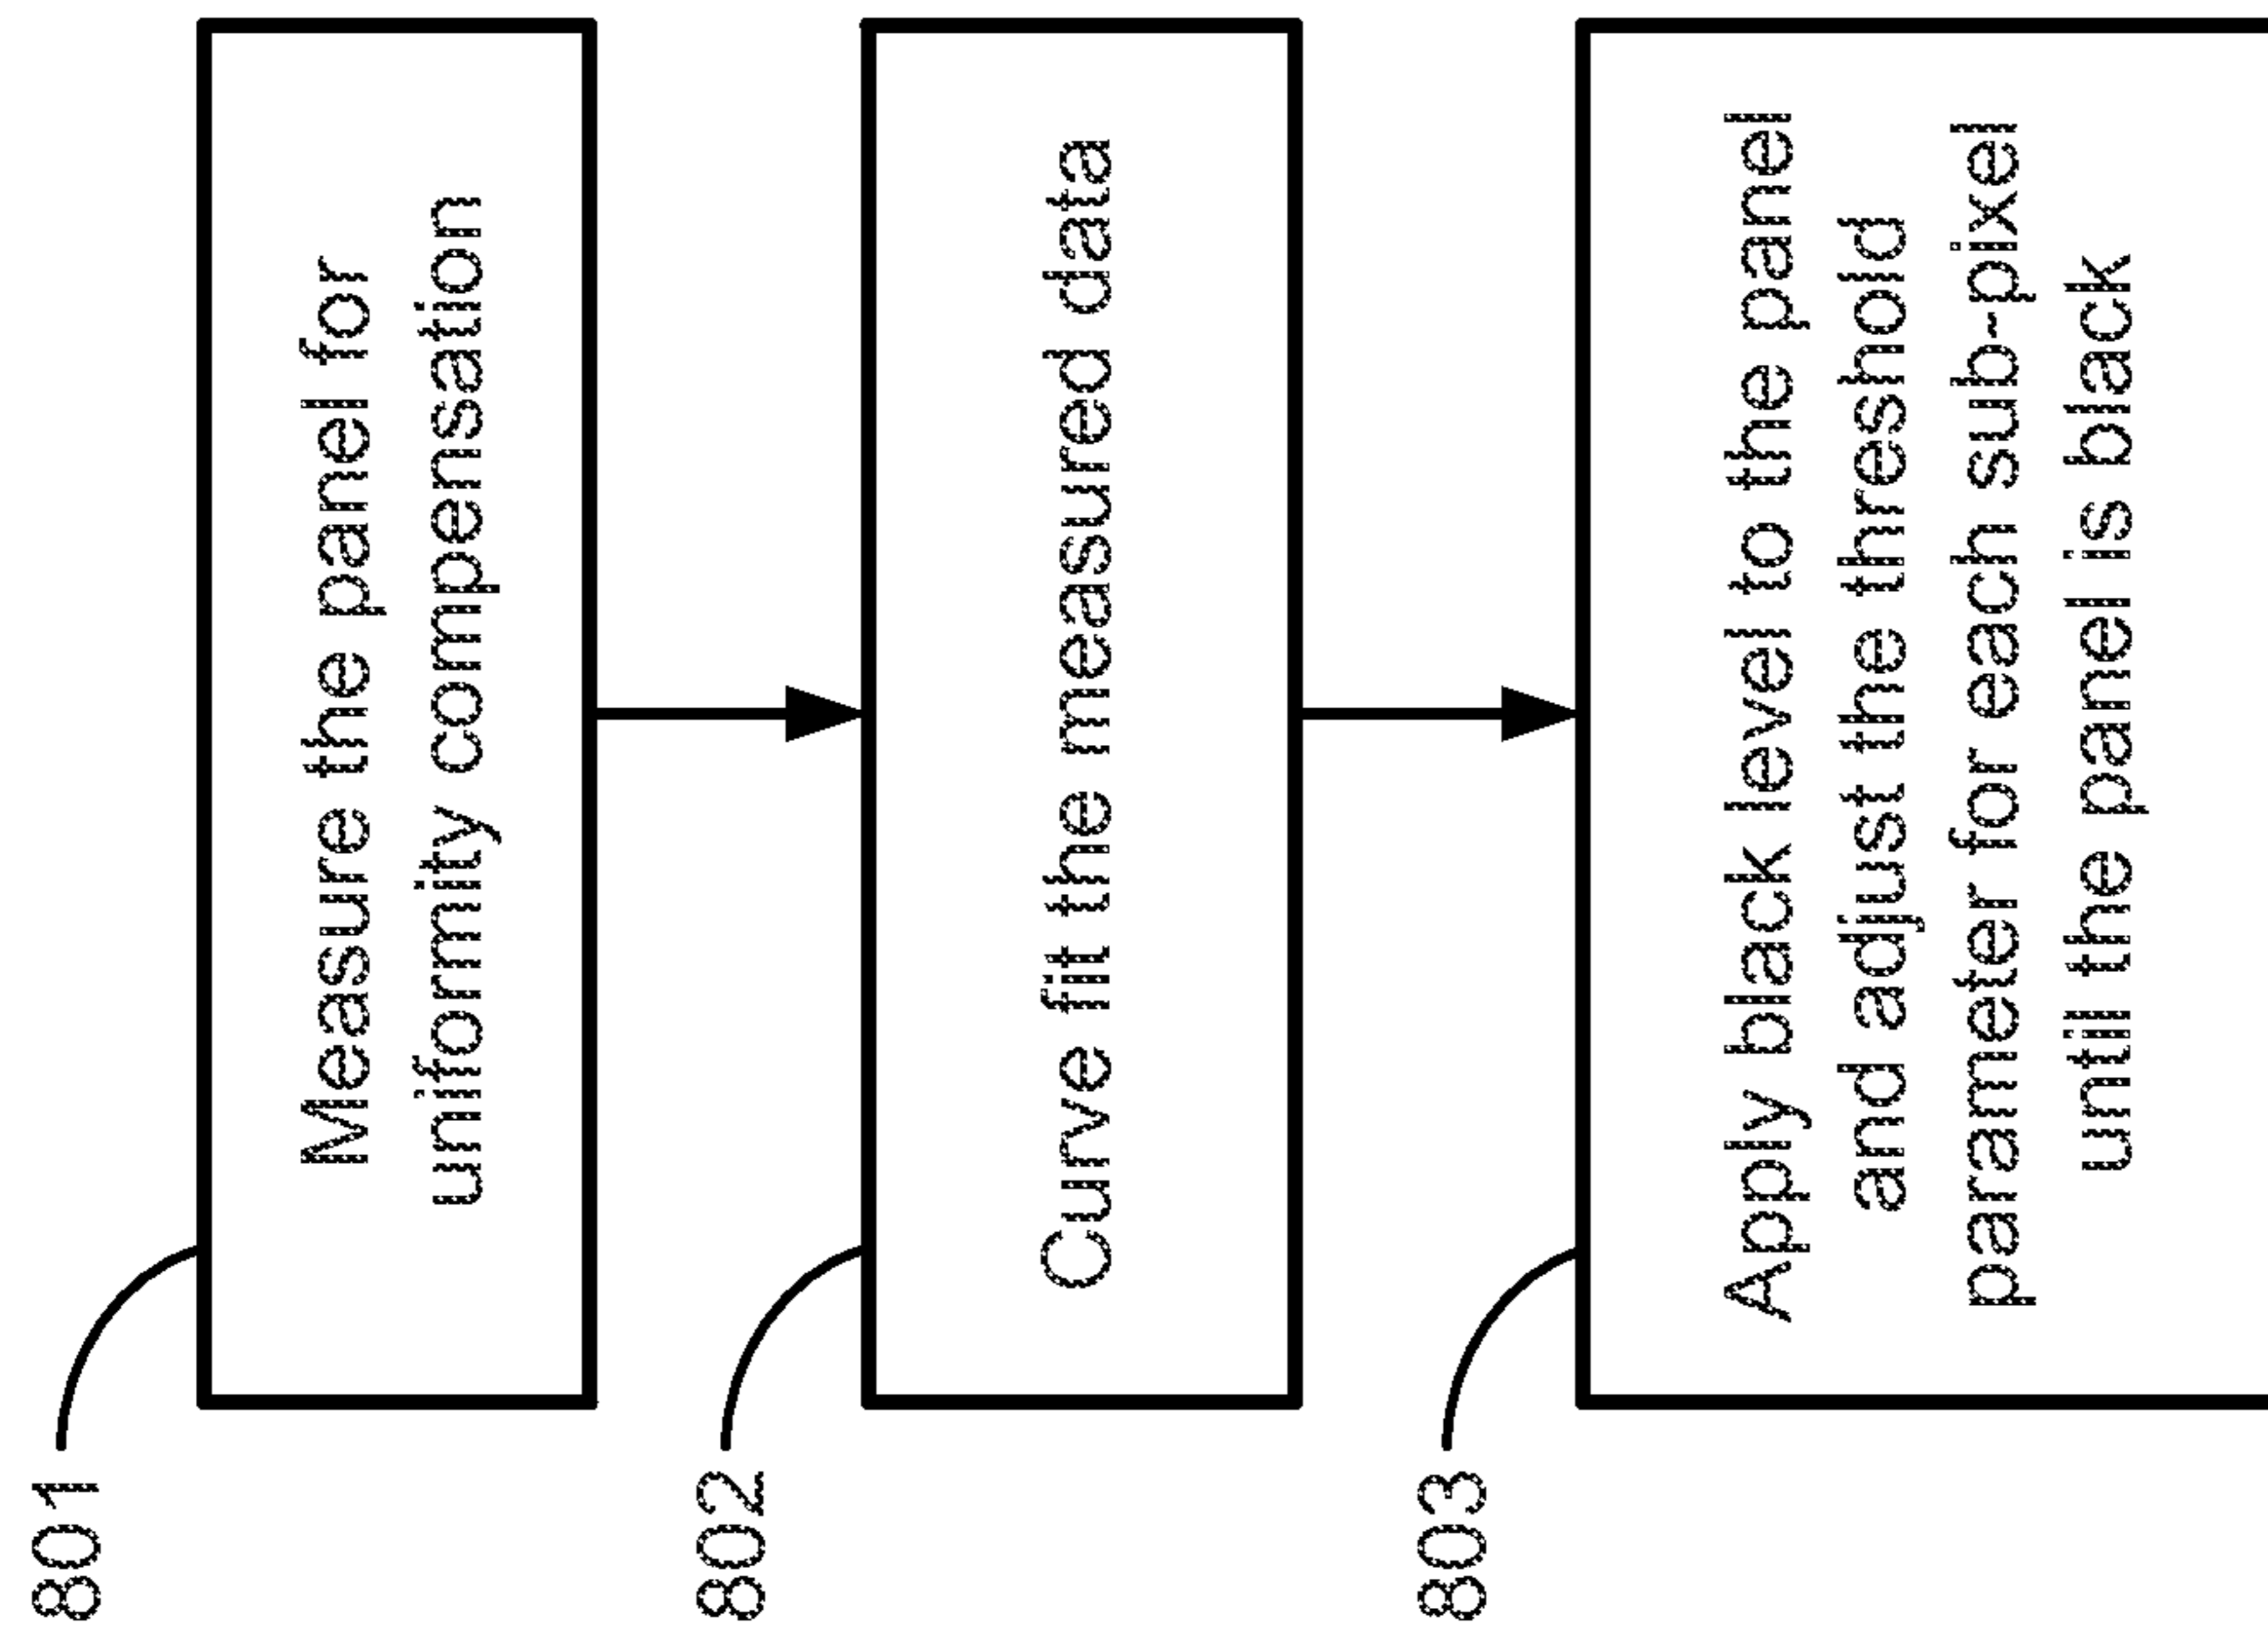 801
Measure the panel for
uniformity compensation
802
Curve fit the measured data
803
Apply black level to the panel
and adjust the threshold
parameter for each sub-pixel
until the panel is black